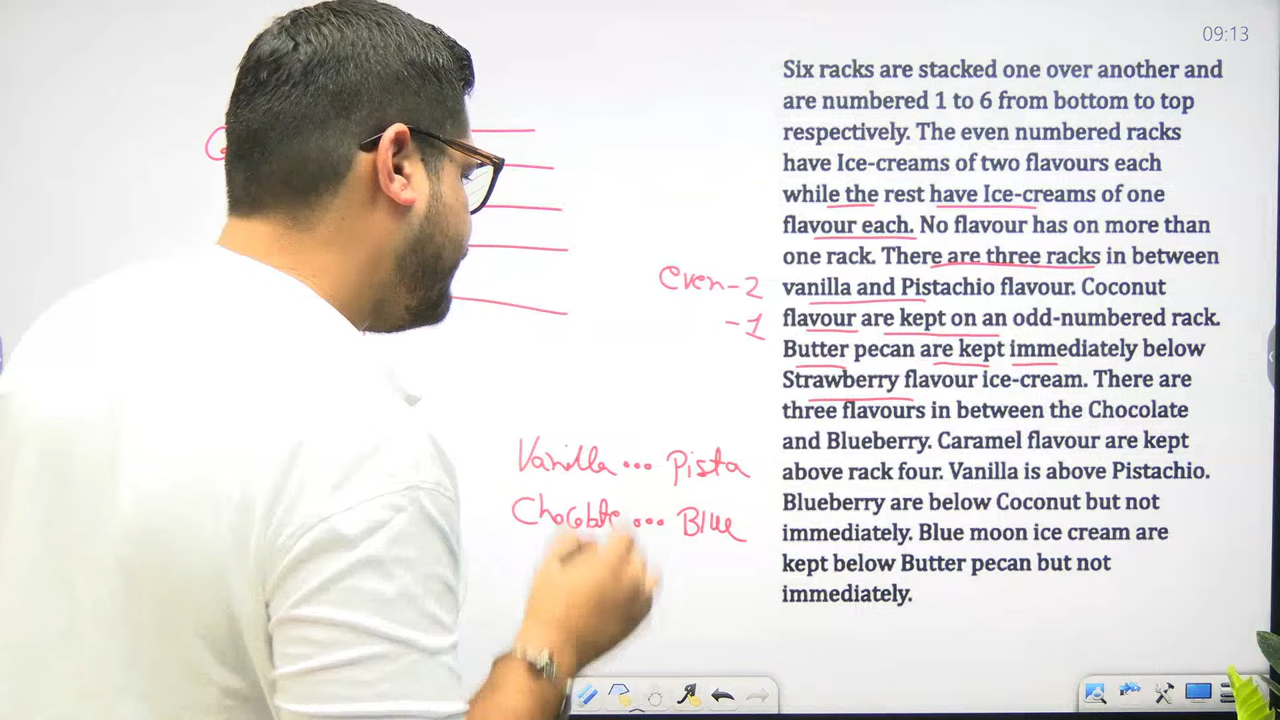 09:13
Six racks are stacked one over another and
are numbered 1 to 6 from bottom to top
respectively. The even numbered racks
have Ice-creams of two flavours each
while the rest have Ice-creams of one
flavour each. No flavour has on more than
one rack. There are three racks in between
vanilla and Pistachio flavour. Coconut
flavour are kept on an odd-numbered rack.
Butter pecan are kept immediately below
Strawberry flavour ice-cream. There are
three flavours in between the Chocolate
and Blueberry. Caramel flavour are kept
above rack four. Vanilla is above Pistachio.
Blueberry are below Coconut but not
immediately. Blue moon ice cream are
kept below Butter pecan but not
immediately.
even-2
-1
Vanilla ... Pista
Chocolate ... Blue